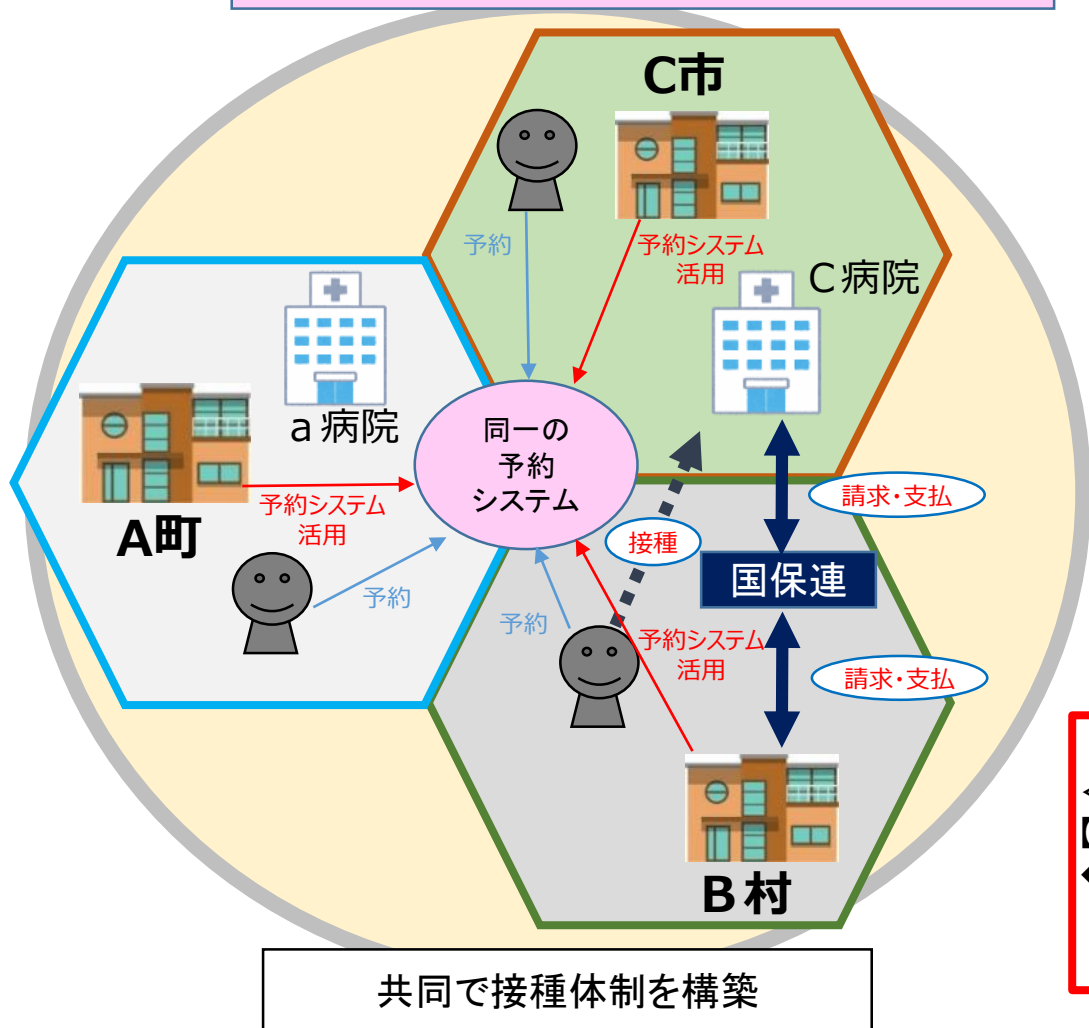 C市
予約
予約システム
活用
C病院
a病院
同一の
予約
システム
A町
予約システム
活用
予約
接種
請求・支払
国保連
予約
予約システム
活用
請求・支払
B村
共同で接種体制を構築